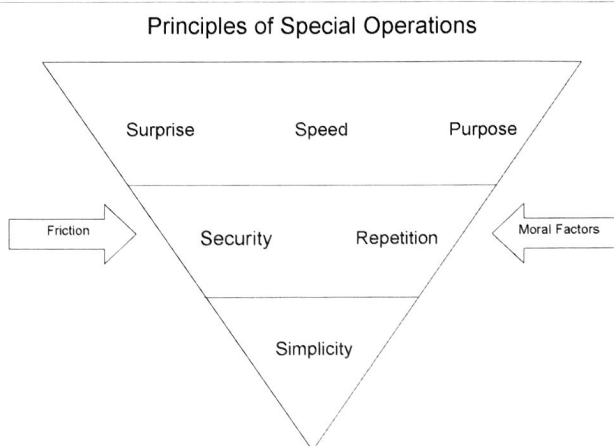 Principles of Special Operations
Surprise Speed Purpose
Friction Security Repetition Moral Factors
Simplicity